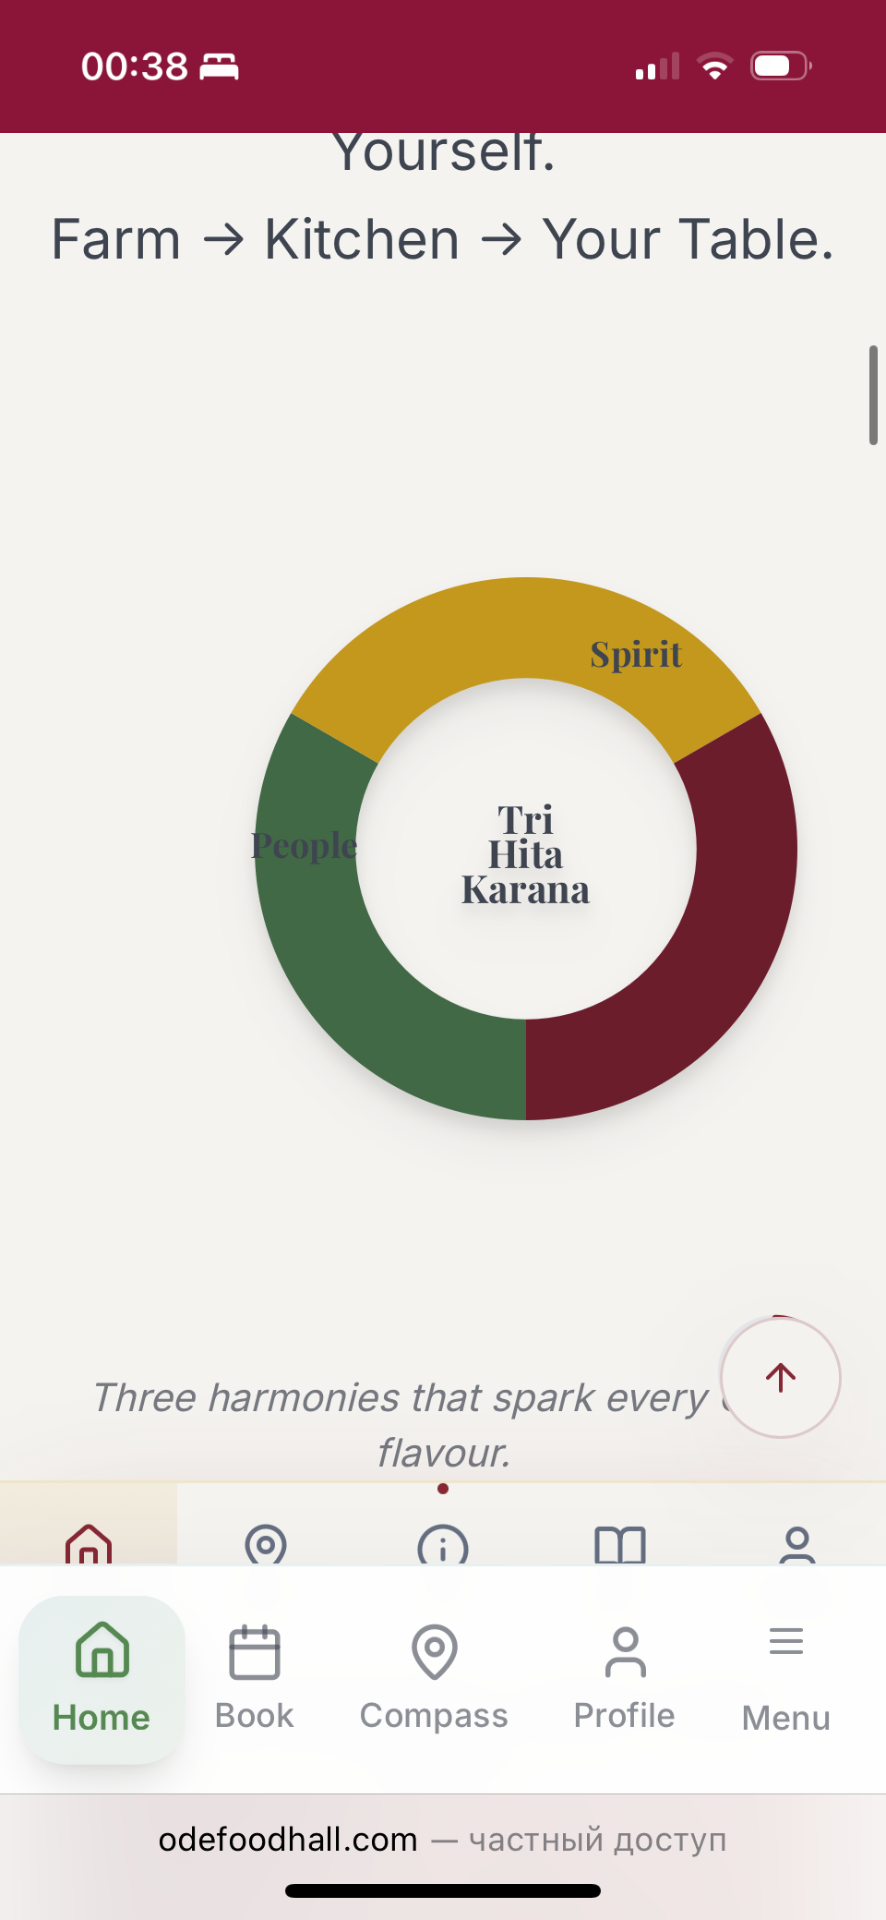 00:38
Yourself.
Farm → Kitchen → Your Table.
Spirit
People
Tri
Hita
Karana
Three harmonies that spark every
flavour.
Home
Book
Compass
Profile
Menu
odefoodhall.com — частный доступ